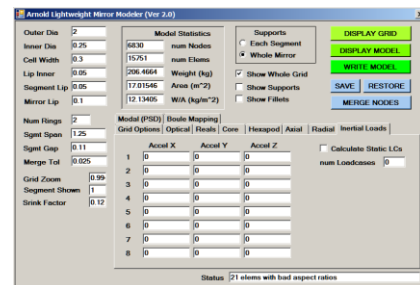 Arnold Lightweight Mirror Modeler (Ver 2.0)
Outer Dia 2
Inner Dia 0.25
Cell Width 0.3
Lip Inner 0.05
Segment Lip 0.05
Mirror Lip 0.1
Num Rings 2
Sgmt Span 1.25
Sgmt Gap 0.11
Merge Tol 0.025
Grid Zoom 0.99
Segment Shown 1
Srink Factor 0.12
Model Statistics
6830 num Nodes
15751 num Elems
206.4664 Weight (kg)
17.01546 Area (m^2)
12.13405 W/A (kg/m^2)
Supports
Each Segment
Whole Mirror
Show Whole Grid
Show Supports
Show Fillets
DISPLAY GRID
DISPLAY MODEL
WRITE MODEL
SAVE RESTORE
MERGE NODES
Modal (PSD) Boule Mapping
Grid Options Optical Reals Core Hexapod Axial Radial Inertial Loads
Accel X Accel Y Accel Z
1 0 0 0
2 0 0 0
3 0 0 0
4 0 0 0
5 0 0 0
6 0 0 0
7 0 0 0
8 0 0 0
Calculate Static LCs
num Loadcases 0
Status 21 elems with bad aspect ratios